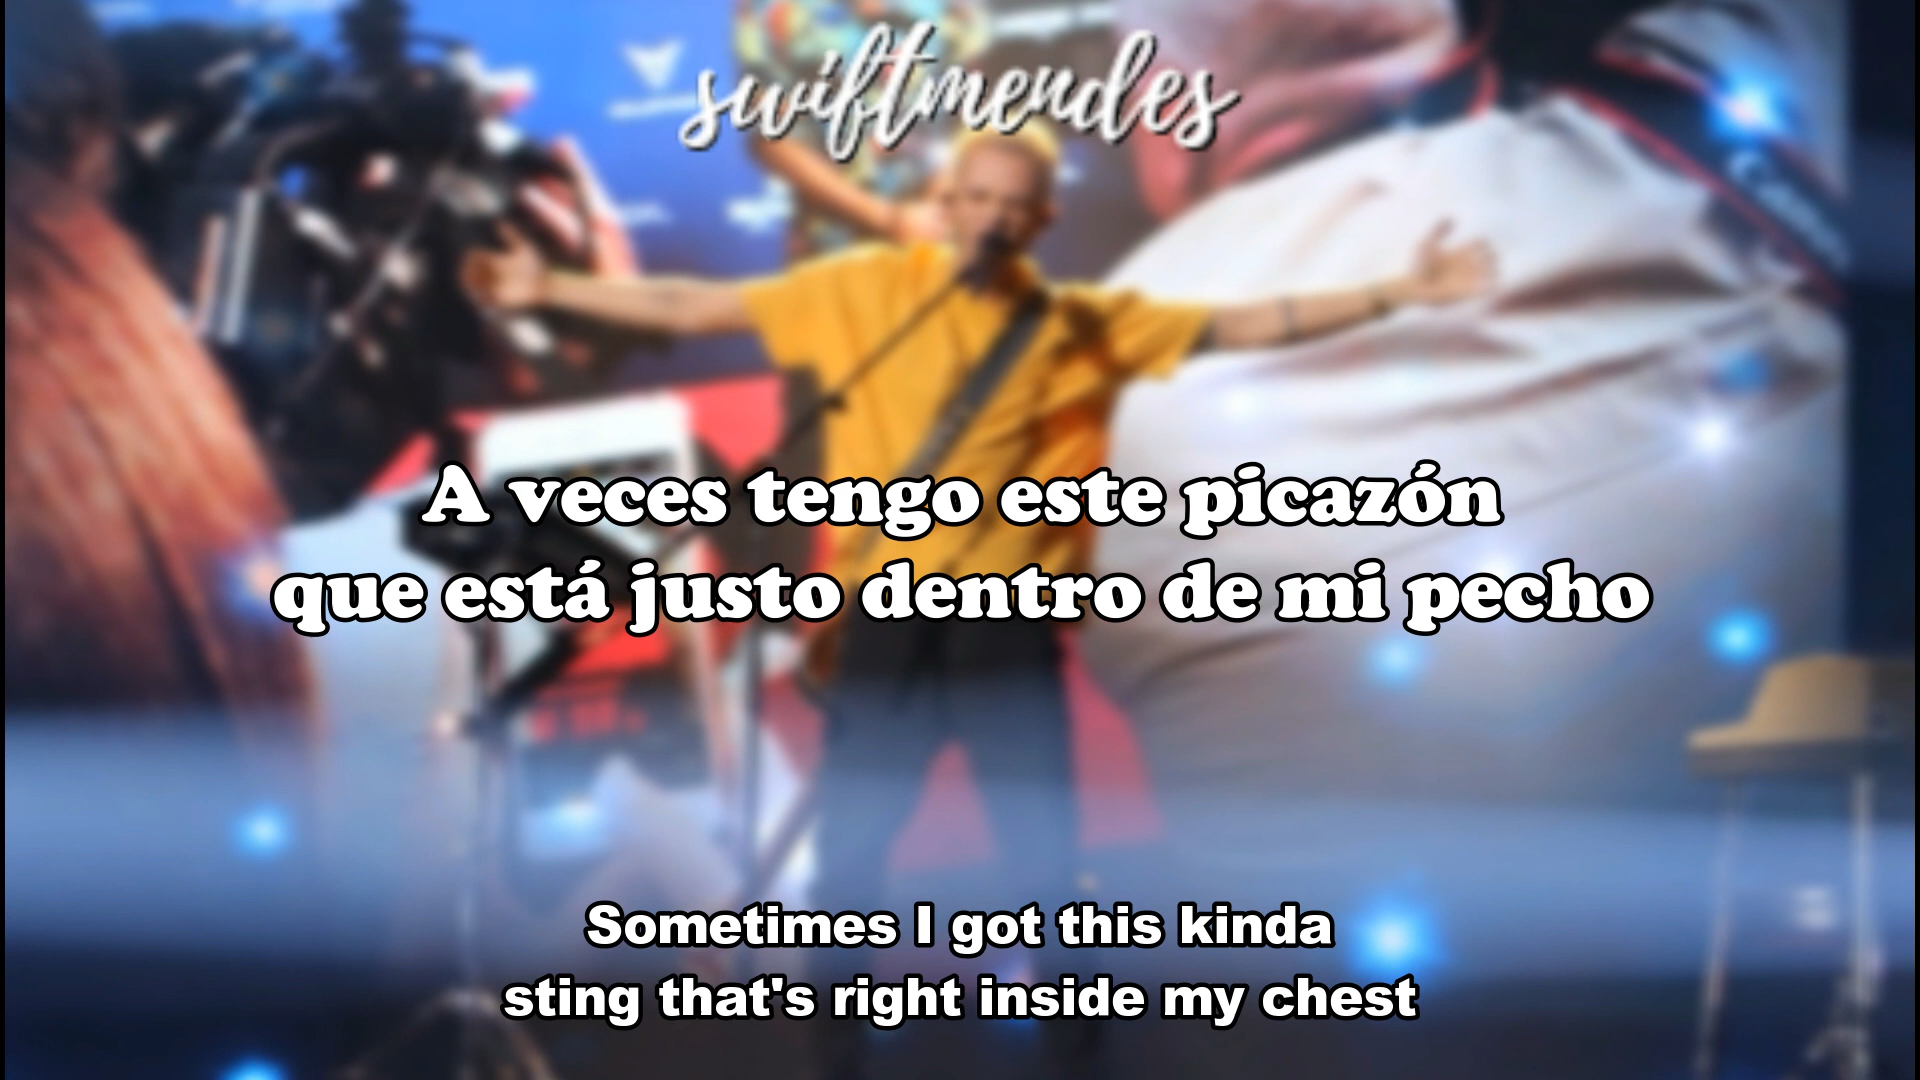 swiftmendes
A veces tengo este picazón
que está justo dentro de mi pecho
Sometimes I got this kinda
sting that's right inside my chest